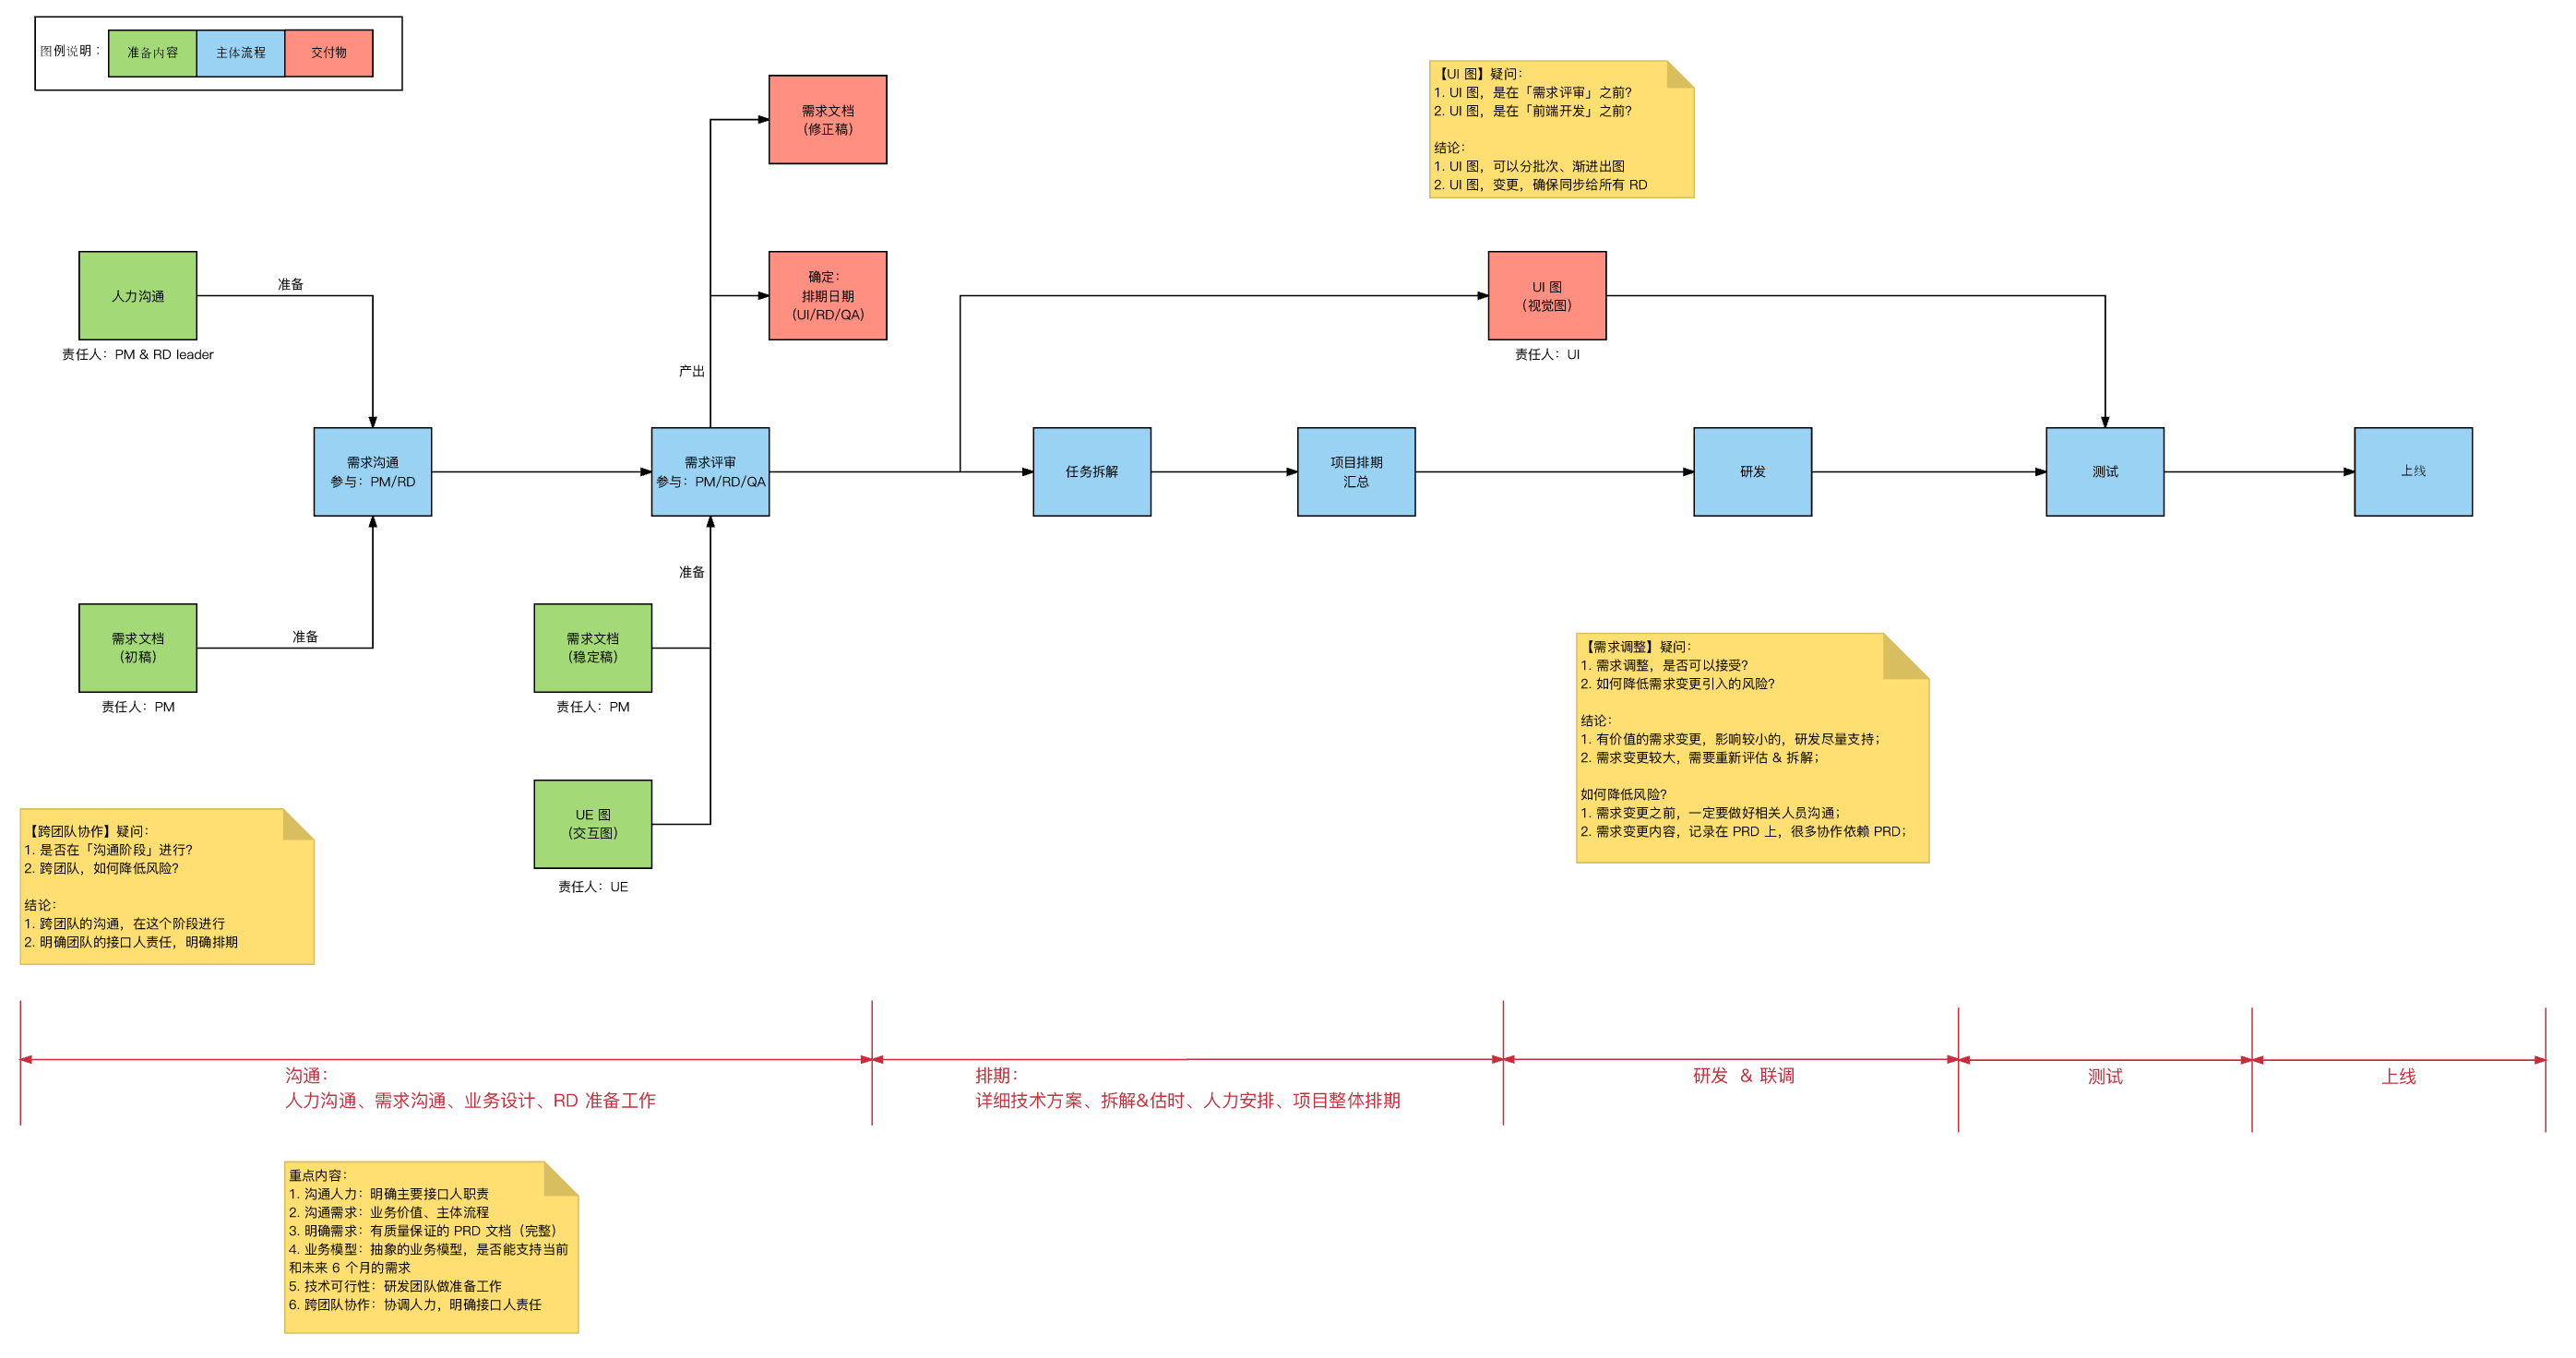 图例说明：
准备内容
主体流程
交付物
需求文档
（修正稿）
【UI 图】疑问：
1. UI 图，是在「需求评审」之前？
2. UI 图，是在「前端开发」之前？
结论：
1. UI 图，可以分批次、渐进出图
2. UI 图，变更，确保同步给所有 RD
人力沟通
责任人：PM & RD leader
准备
确定：
排期日期
（UI/RD/QA）
产出
UI 图
（视觉图）
责任人：UI
需求沟通
参与：PM/RD
需求评审
参与：PM/RD/QA
任务拆解
项目排期
汇总
研发
测试
上线
准备
需求文档
（初稿）
责任人：PM
准备
需求文档
（稳定稿）
责任人：PM
UE 图
（交互图）
责任人：UE
【需求调整】疑问：
1. 需求调整，是否可以接受？
2. 如何降低需求变更引入的风险？
结论：
1. 有价值的需求变更，影响较小的，研发尽量支持；
2. 需求变更较大，需要重新评估 & 拆解；
如何降低风险？
1. 需求变更之前，一定要做好相关人员沟通；
2. 需求变更内容，记录在 PRD 上，很多协作依赖 PRD；
【跨团队协作】疑问：
1. 是否在「沟通阶段」进行？
2. 跨团队，如何降低风险？
结论：
1. 跨团队的沟通，在这个阶段进行
2. 明确团队的接口人责任，明确排期
沟通：
人力沟通、需求沟通、业务设计、RD 准备工作
排期：
详细技术方案、拆解&估时、人力安排、项目整体排期
研发 & 联调
测试
上线
重点内容：
1. 沟通人力：明确主要接口人职责
2. 沟通需求：业务价值、主体流程
3. 明确需求：有质量保证的 PRD 文档（完整）
4. 业务模型：抽象的业务模型，是否能支持当前
和未来 6 个月的需求
5. 技术可行性：研发团队做准备工作
6. 跨团队协作：协调人力，明确接口人责任